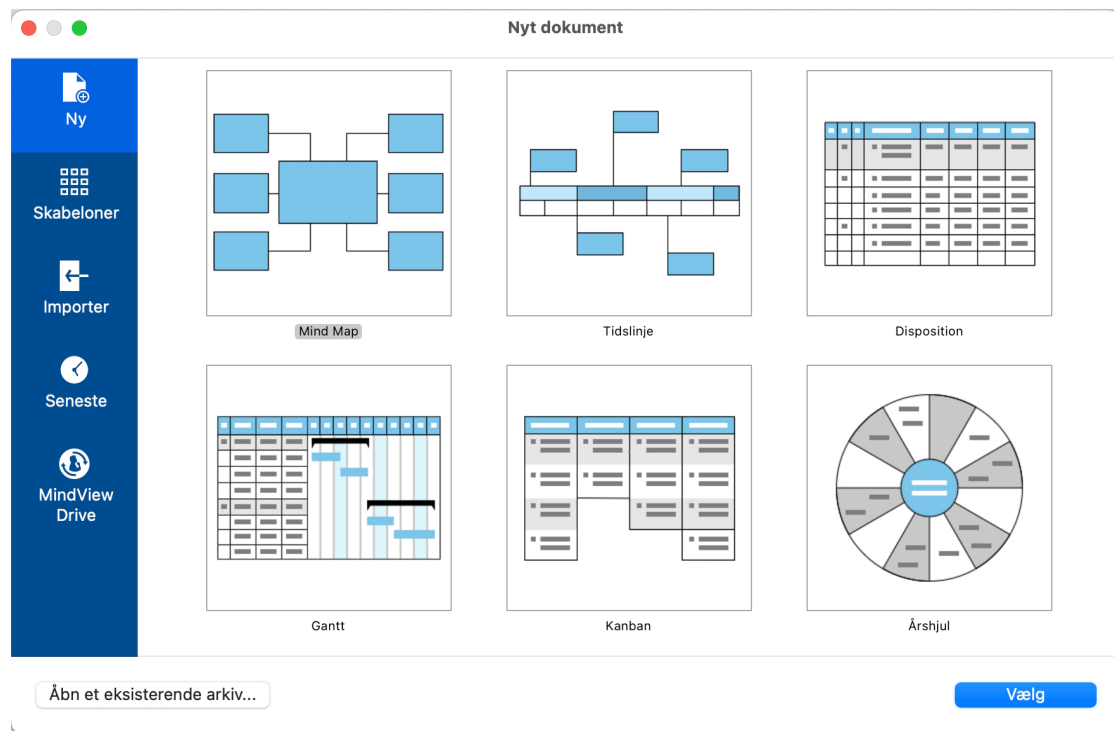 Nyt dokument
Ny
Skabeloner
Importer
Seneste
MindView
Drive
Mind Map
Tidslinje
Disposition
Gantt
Kanban
Årshjul
Åbn et eksisterende arkiv...
Vælg